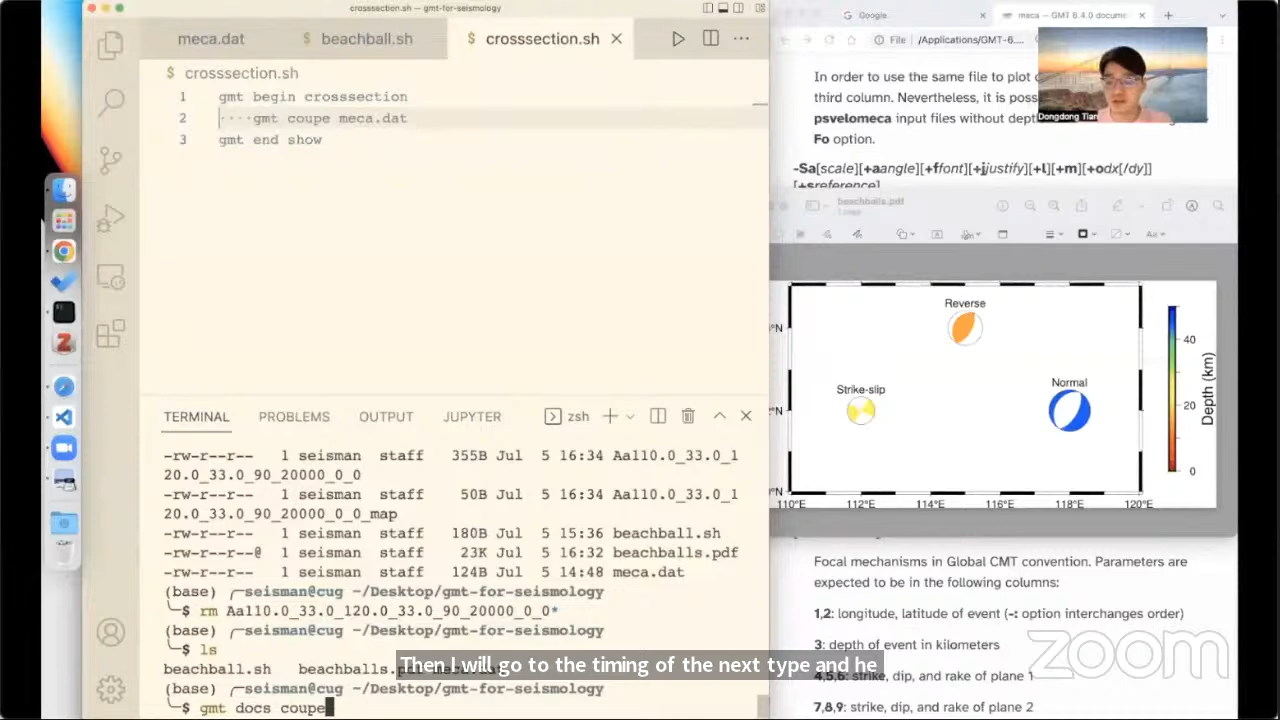 crosssection.sh — gmt-for-seismology
meca.dat
$ beachball.sh
$ crosssection.sh
$ crosssection.sh
1 gmt begin crosssection
2 ····gmt coupe meca.dat
3 gmt end show
TERMINAL PROBLEMS OUTPUT JUPYTER zsh
-rw-r--r-- 1 seisman staff 355B Jul 5 16:34 Aa110.0_33.0_1
20.0_33.0_90_20000_0_0
-rw-r--r-- 1 seisman staff 50B Jul 5 16:34 Aa110.0_33.0_1
20.0_33.0_90_20000_0_0_map
-rw-r--r-- 1 seisman staff 180B Jul 5 15:36 beachball.sh
-rw-r--r--@ 1 seisman staff 23K Jul 5 16:32 beachballs.pdf
-rw-r--r-- 1 seisman staff 124B Jul 5 14:48 meca.dat
(base) ╭─seisman@cug ~/Desktop/gmt-for-seismology
╰─$ rm Aa110.0_33.0_120.0_33.0_90_20000_0_0*
(base) ╭─seisman@cug ~/Desktop/gmt-for-seismology
╰─$ ls
beachball.sh beachballs.
(base) ╭─seisman@cug ~/Desktop/gmt-for-seismology
╰─$ gmt docs coupe
Google
meca — GMT 6.4.0 docum
File /Applications/GMT-6....
In order to use the same file to plot
third column. Nevertheless, it is
psvelomeca input files without dep
Fo option.
-Sa[scale][+aangle][+ffont][+jjustify][+l][+m][+odx[/dy]]
[+sreference]
Dongdong Tian
beachballs.pdf
Reverse
Strike-slip
Normal
110°E 112°E 114°E 116°E 118°E 120°E
40
20
0
Depth (km)
Focal mechanisms in Global CMT convention. Parameters are
expected to be in the following columns:
1,2: longitude, latitude of event (-: option interchanges order)
3: depth of event in kilometers
4,5,6: strike, dip, and rake of plane 1
7,8,9: strike, dip, and rake of plane 2
zoom
Then I will go to the timing of the next type and he